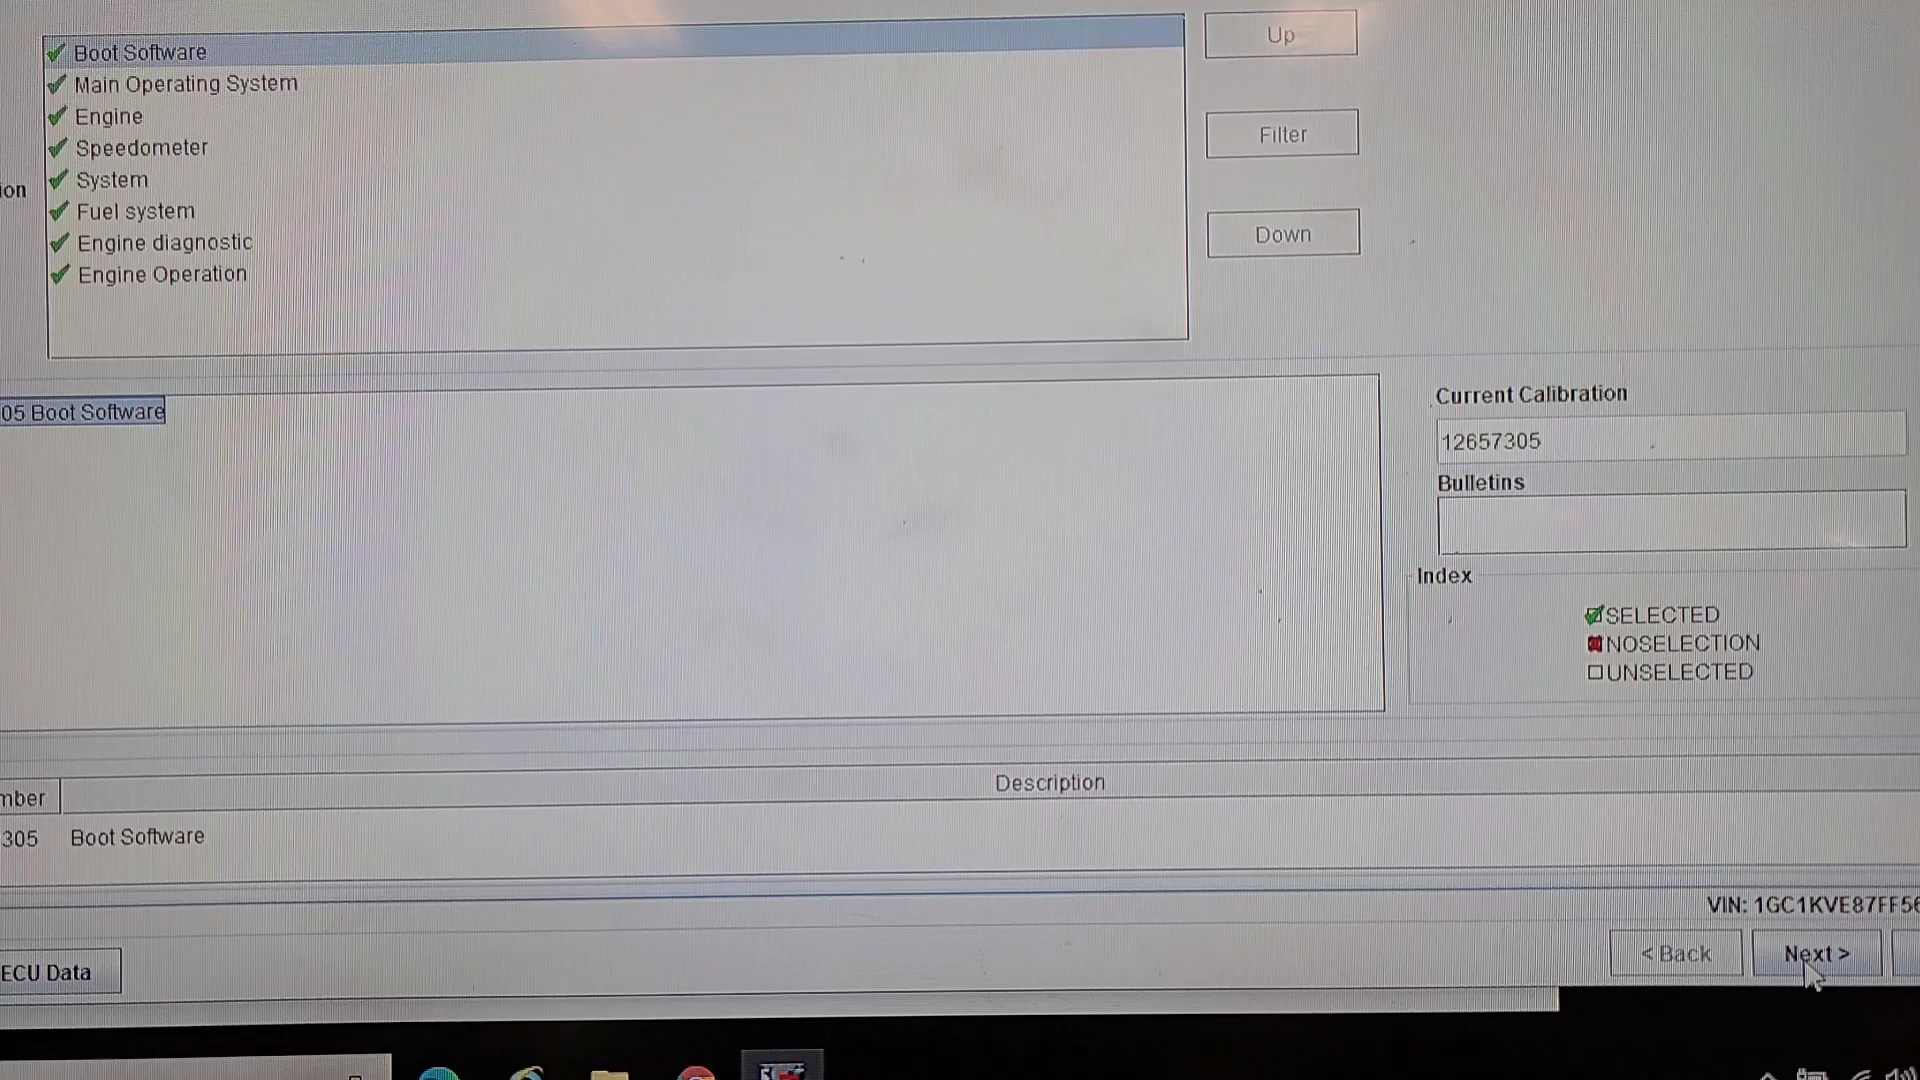 Boot Software
Main Operating System
Engine
Speedometer
System
Fuel system
Engine diagnostic
Engine Operation
ion
Up
Filter
Down
05 Boot Software
Current Calibration
12657305
Bulletins
Index
SELECTED
NOSELECTION
UNSELECTED
mber
Description
305 Boot Software
VIN: 1GC1KVE87FF56
ECU Data
< Back
Next >